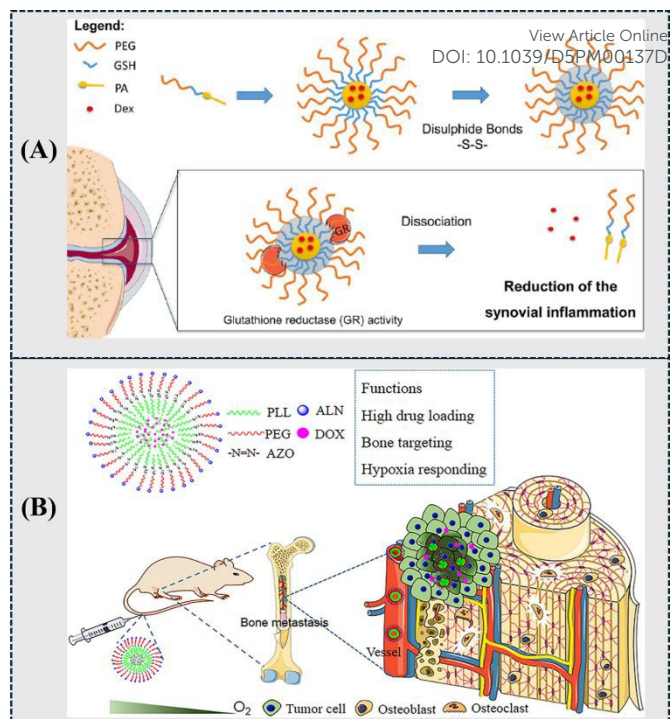 Legend:
PEG
GSH
PA
Dex
View Article Online
DOI: 10.1039/D5PM00137D
Disulphide Bonds
-S-S-
(A)
GR
GR
Dissociation
Glutathione reductase (GR) activity
Reduction of the
synovial inflammation
(B)
PLL
ALN
PEG
DOX
-N=N- AZO
Functions
High drug loading
Bone targeting
Hypoxia responding
Bone metastasis
Vessel
O2
Tumor cell
Osteoblast
Osteoclast